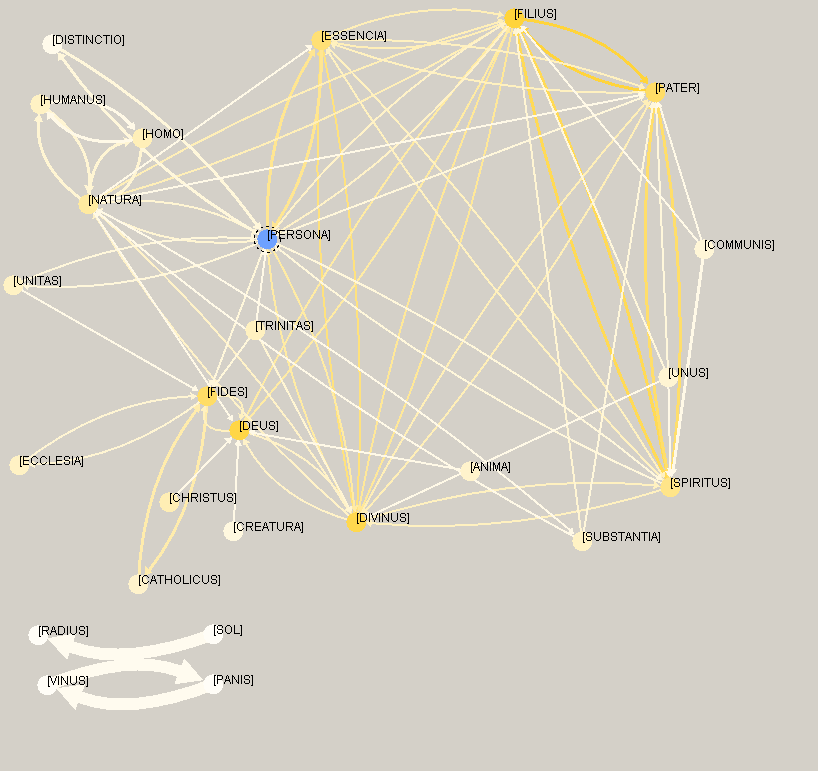 [FILIUS]
[ESSENCIA]
[DISTINCTIO]
[PATER]
[HUMANUS]
[HOMO]
[NATURA]
[PERSONA]
[COMMUNIS]
[UNITAS]
[TRINITAS]
[UNUS]
[FIDES]
[DEUS]
[ECCLESIA]
[ANIMA]
[SPIRITUS]
[CHRISTUS]
[DIVINUS]
[CREATURA]
[SUBSTANTIA]
[CATHOLICUS]
[RADIUS]
[SOL]
[VINUS]
[PANIS]